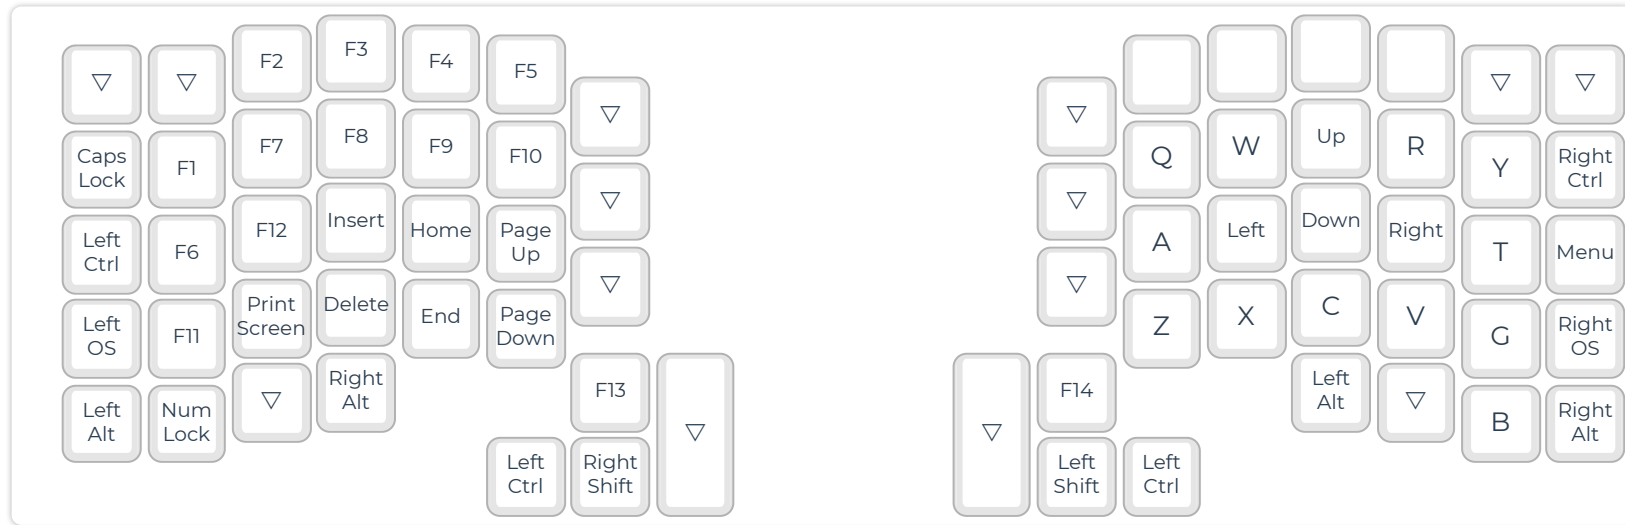 ▽ ▽ F2 F3 F4 F5 ▽
▽ ▽ ▽
Caps
Lock
F1 F7 F8 F9 F10 ▽
▽ Q W Up R Y
Right
Ctrl
Left
Ctrl
F6 F12 Insert Home
Page
Up
▽
▽ A Left Down Right T Menu
Left
OS
F11
Print
Screen
Delete End
Page
Down
Z X C V G
Right
OS
Left
Alt
Num
Lock
▽
Right
Alt
F13 ▽
▽ F14
Left
Alt
▽ B
Right
Alt
Left
Ctrl
Right
Shift
Left
Shift
Left
Ctrl